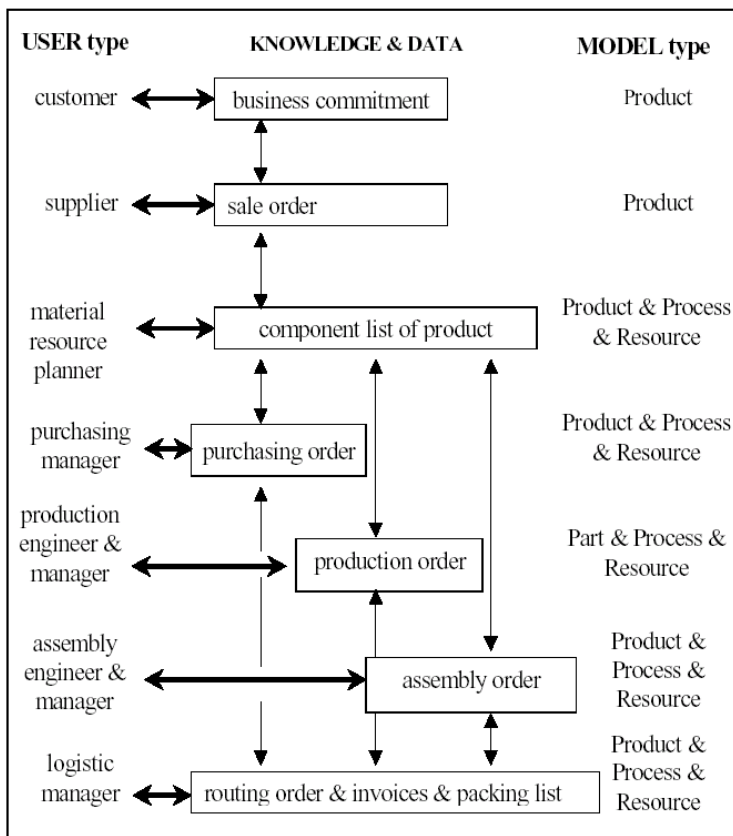 USER type KNOWLEDGE & DATA MODEL type
customer business commitment Product
supplier sale order Product
material
resource
planner
component list of product
Product & Process
& Resource
purchasing
manager
purchasing order
Product & Process
& Resource
production
engineer &
manager
production order
Part & Process &
Resource
assembly
engineer &
manager
assembly order
Product &
Process &
Resource
logistic
manager
routing order & invoices & packing list
Product &
Process &
Resource